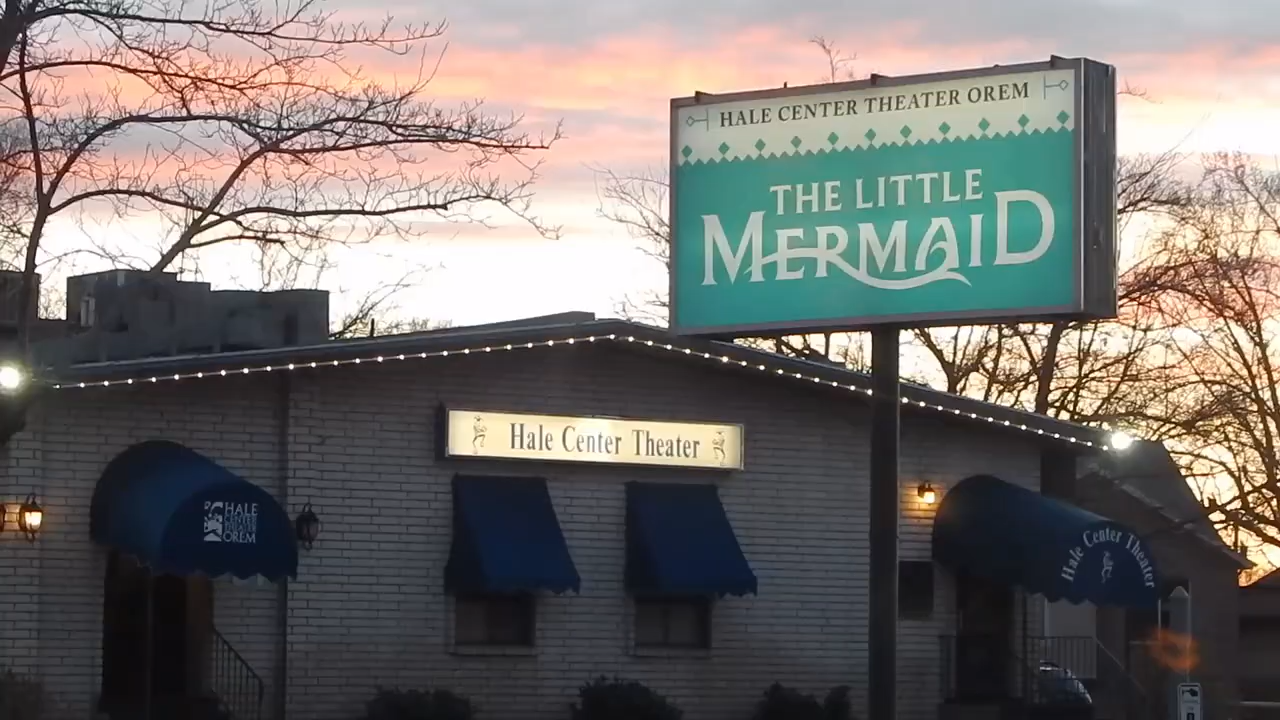 HALE CENTER THEATER OREM
THE LITTLE
MERMAID
Hale Center Theater
HALE
CENTER
THEATER
OREM
Hale Center Theater